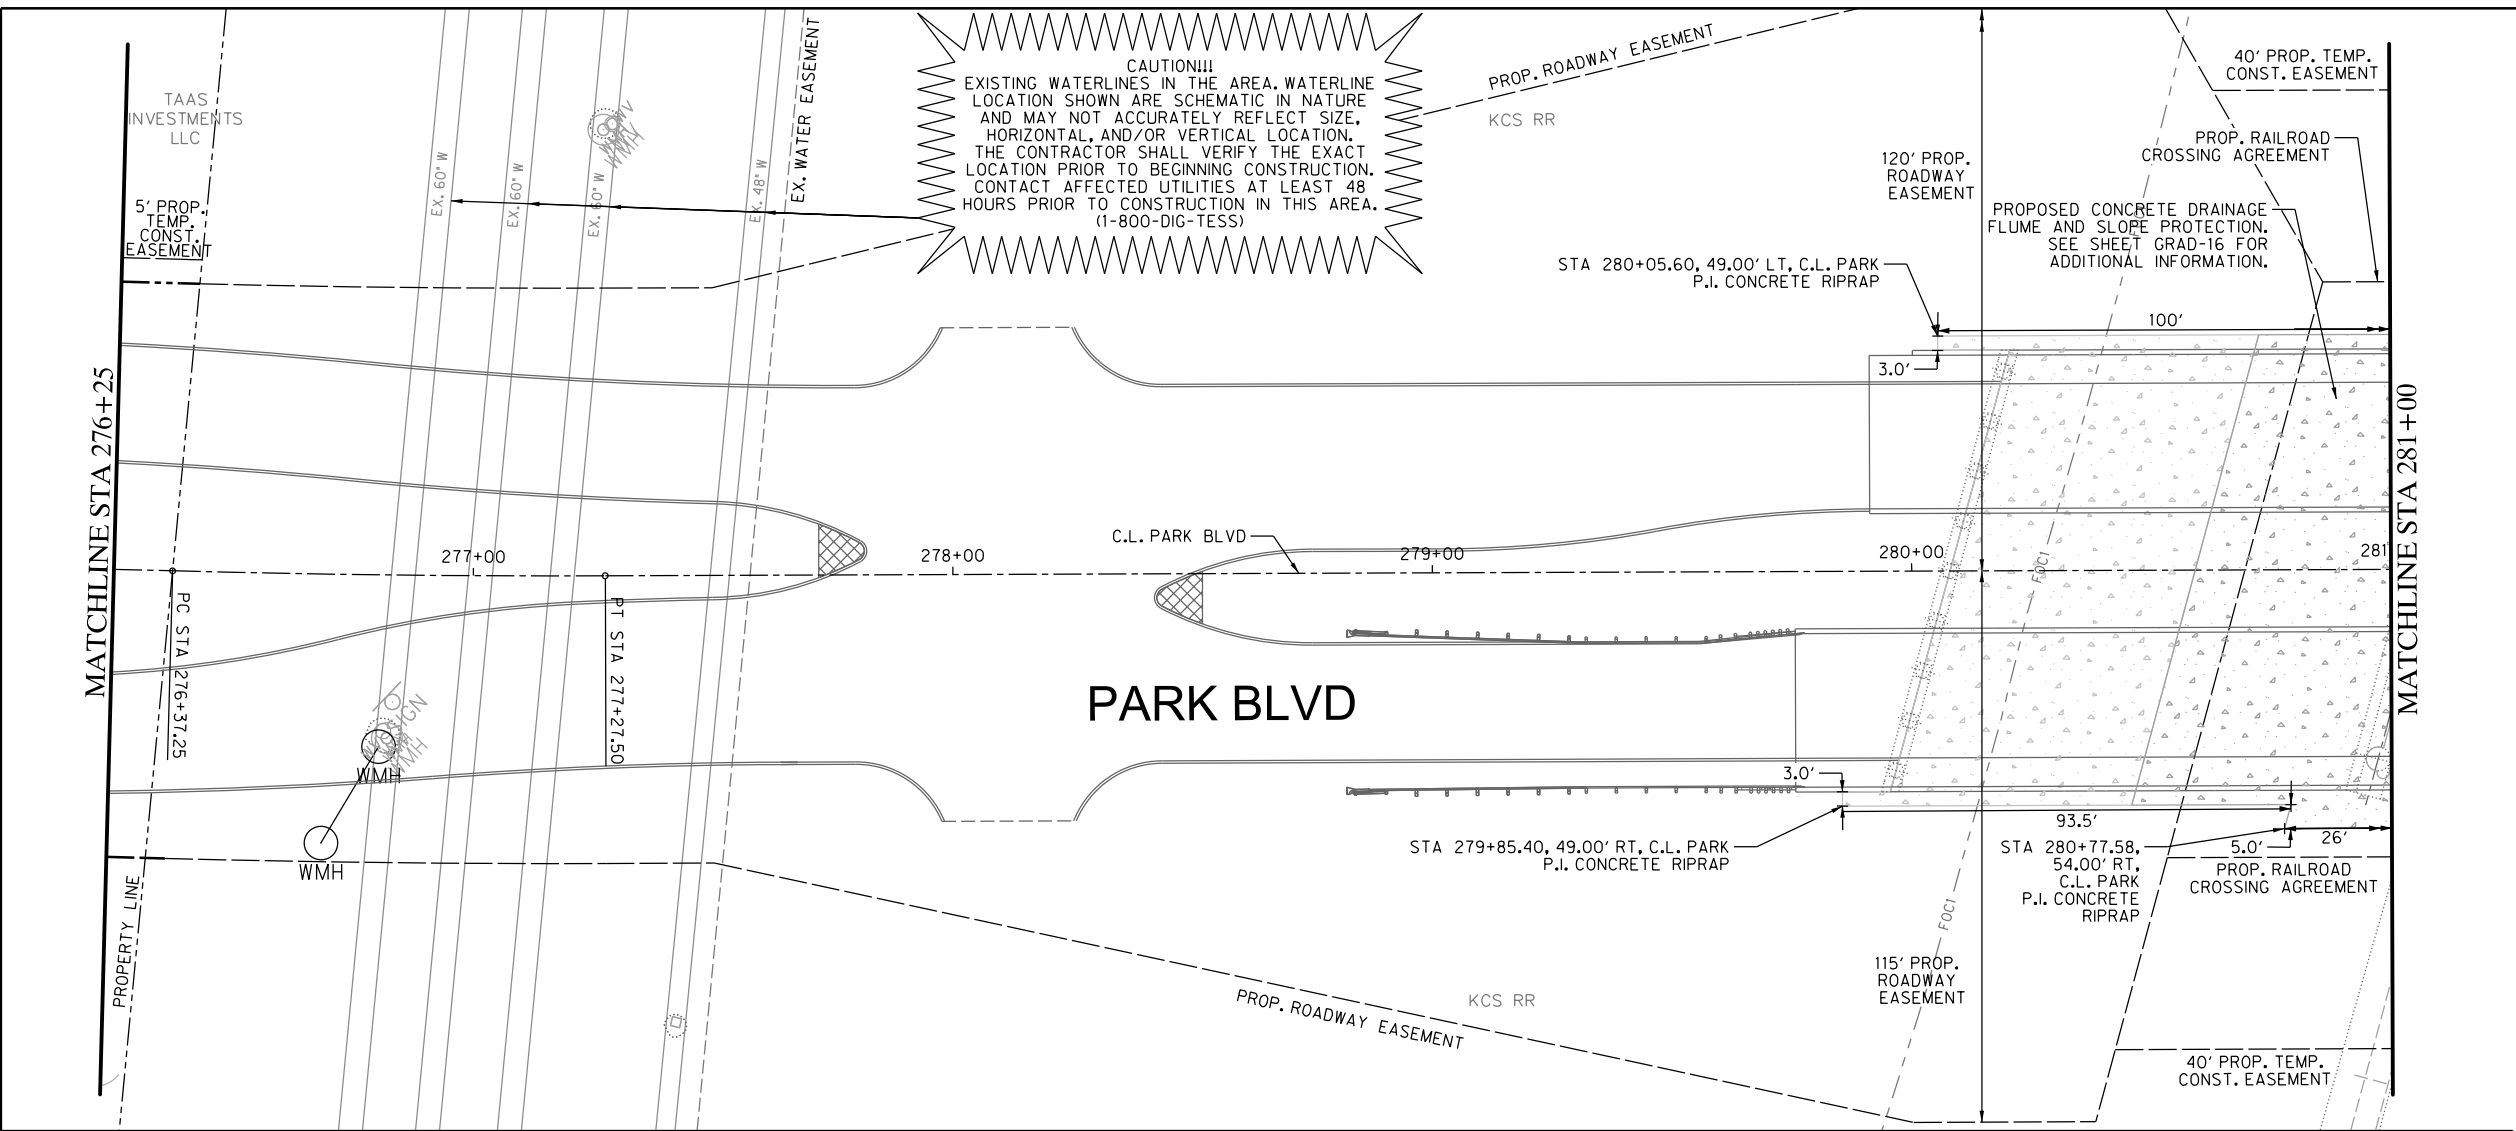 TAAS
INVESTMENTS
LLC
5' PROP.
TEMP.
CONST.
EASEMENT
MATCHLINE STA 276+25
PC STA 276+37.25
PROPERTY LINE
EX. 60" W
EX. 60" W
EX. 60" W
EX. 48" W
EX. WATER EASEMENT
WMH
CAUTION!!!
EXISTING WATERLINES IN THE AREA. WATERLINE
LOCATION SHOWN ARE SCHEMATIC IN NATURE
AND MAY NOT ACCURATELY REFLECT SIZE,
HORIZONTAL, AND/OR VERTICAL LOCATION.
THE CONTRACTOR SHALL VERIFY THE EXACT
LOCATION PRIOR TO BEGINNING CONSTRUCTION.
CONTACT AFFECTED UTILITIES AT LEAST 48
HOURS PRIOR TO CONSTRUCTION IN THIS AREA.
(1-800-DIG-TESS)
PROP. ROADWAY EASEMENT
KCS RR
120' PROP.
ROADWAY
EASEMENT
40' PROP. TEMP.
CONST. EASEMENT
PROP. RAILROAD
CROSSING AGREEMENT
PROPOSED CONCRETE DRAINAGE
FLUME AND SLOPE PROTECTION.
SEE SHEET GRAD-16 FOR
ADDITIONAL INFORMATION.
FOC1
STA 280+05.60, 49.00' LT, C.L. PARK
P.I. CONCRETE RIPRAP
100'
3.0'
277+00
278+00
C.L. PARK BLVD
279+00
280+00
281
FOC1
MATCHLINE STA 281+00
PT STA 277+27.50
PARK BLVD
SIGN
WMH
WMH
WMH
3.0'
93.5'
STA 279+85.40, 49.00' RT, C.L. PARK
P.I. CONCRETE RIPRAP
STA 280+77.58,
54.00' RT,
C.L. PARK
P.I. CONCRETE
RIPRAP
5.0'
26'
PROP. RAILROAD
CROSSING AGREEMENT
FOC1
115' PROP.
ROADWAY
EASEMENT
PROP. ROADWAY EASEMENT
KCS RR
40' PROP. TEMP.
CONST. EASEMENT